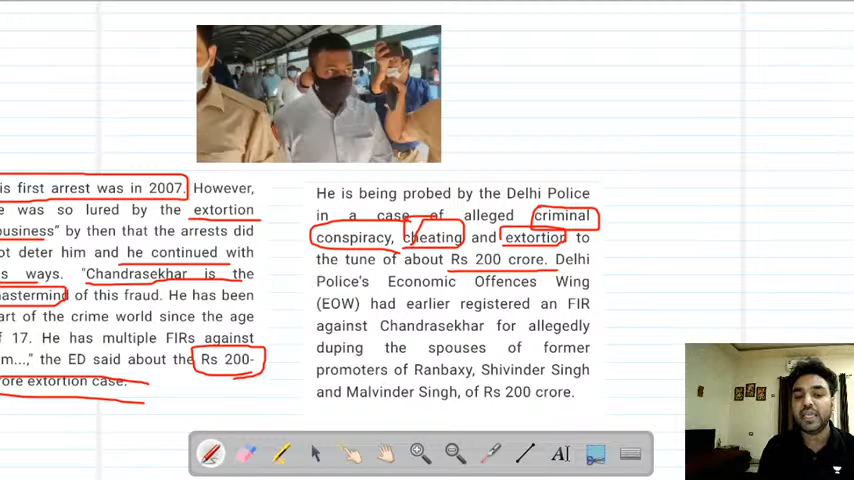 is first arrest was in 2007. However,
e was so lured by the extortion
business” by then that the arrests did
ot deter him and he continued with
is ways. "Chandrasekhar is the
astermind of this fraud. He has been
art of the crime world since the age
f 17. He has multiple FIRs against
m...," the ED said about the Rs 200-
rore extortion case.
He is being probed by the Delhi Police
in a case of alleged criminal
conspiracy, cheating and extortion to
the tune of about Rs 200 crore. Delhi
Police's Economic Offences Wing
(EOW) had earlier registered an FIR
against Chandrasekhar for allegedly
duping the spouses of former
promoters of Ranbaxy, Shivinder Singh
and Malvinder Singh, of Rs 200 crore.
AI